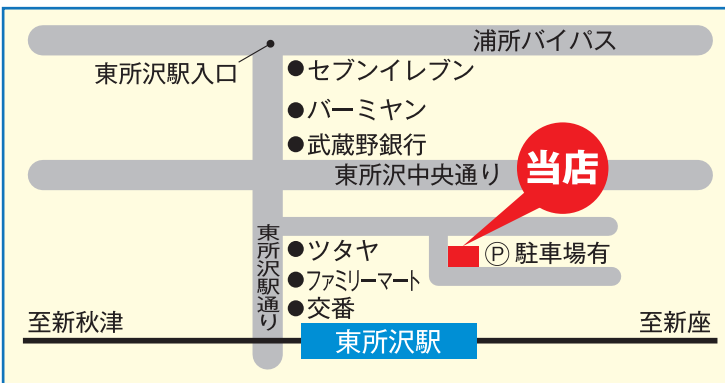 浦所バイパス
東所沢駅入口
●セブンイレブン
●バーミヤン
●武蔵野銀行
東所沢中央通り
当店
東所沢駅通り
●ツタヤ
Ⓟ駐車場有
●ファミリーマート
●交番
至新秋津
至新座
東所沢駅